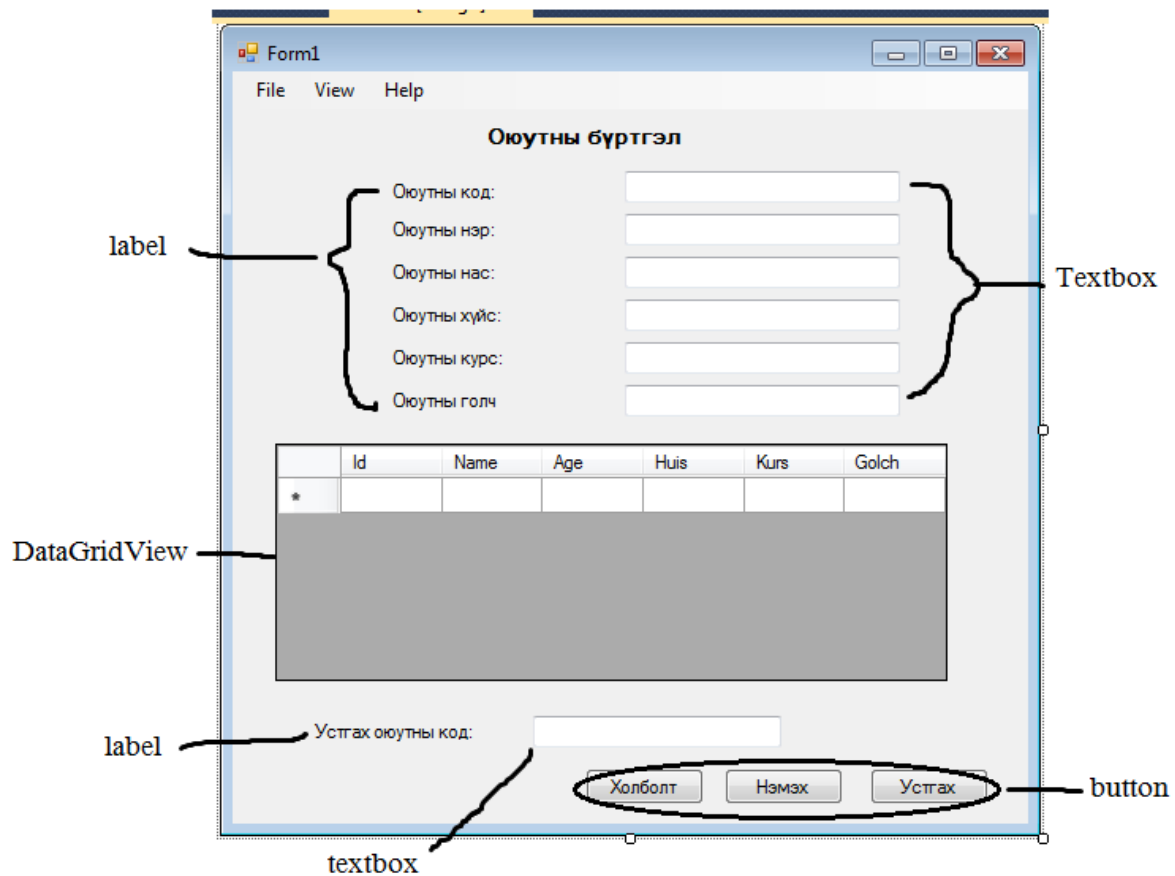 Form1
File View Help
Оюутны бүртгэл
Оюутны код:
Оюутны нэр:
label
Оюутны нас:
Textbox
Оюутны хүйс:
Оюутны курс:
Оюутны голч
Id Name Age Huis Kurs Golch
*
DataGridView
Устгах оюутны код:
label
Холболт Нэмэх Устгах
button
textbox